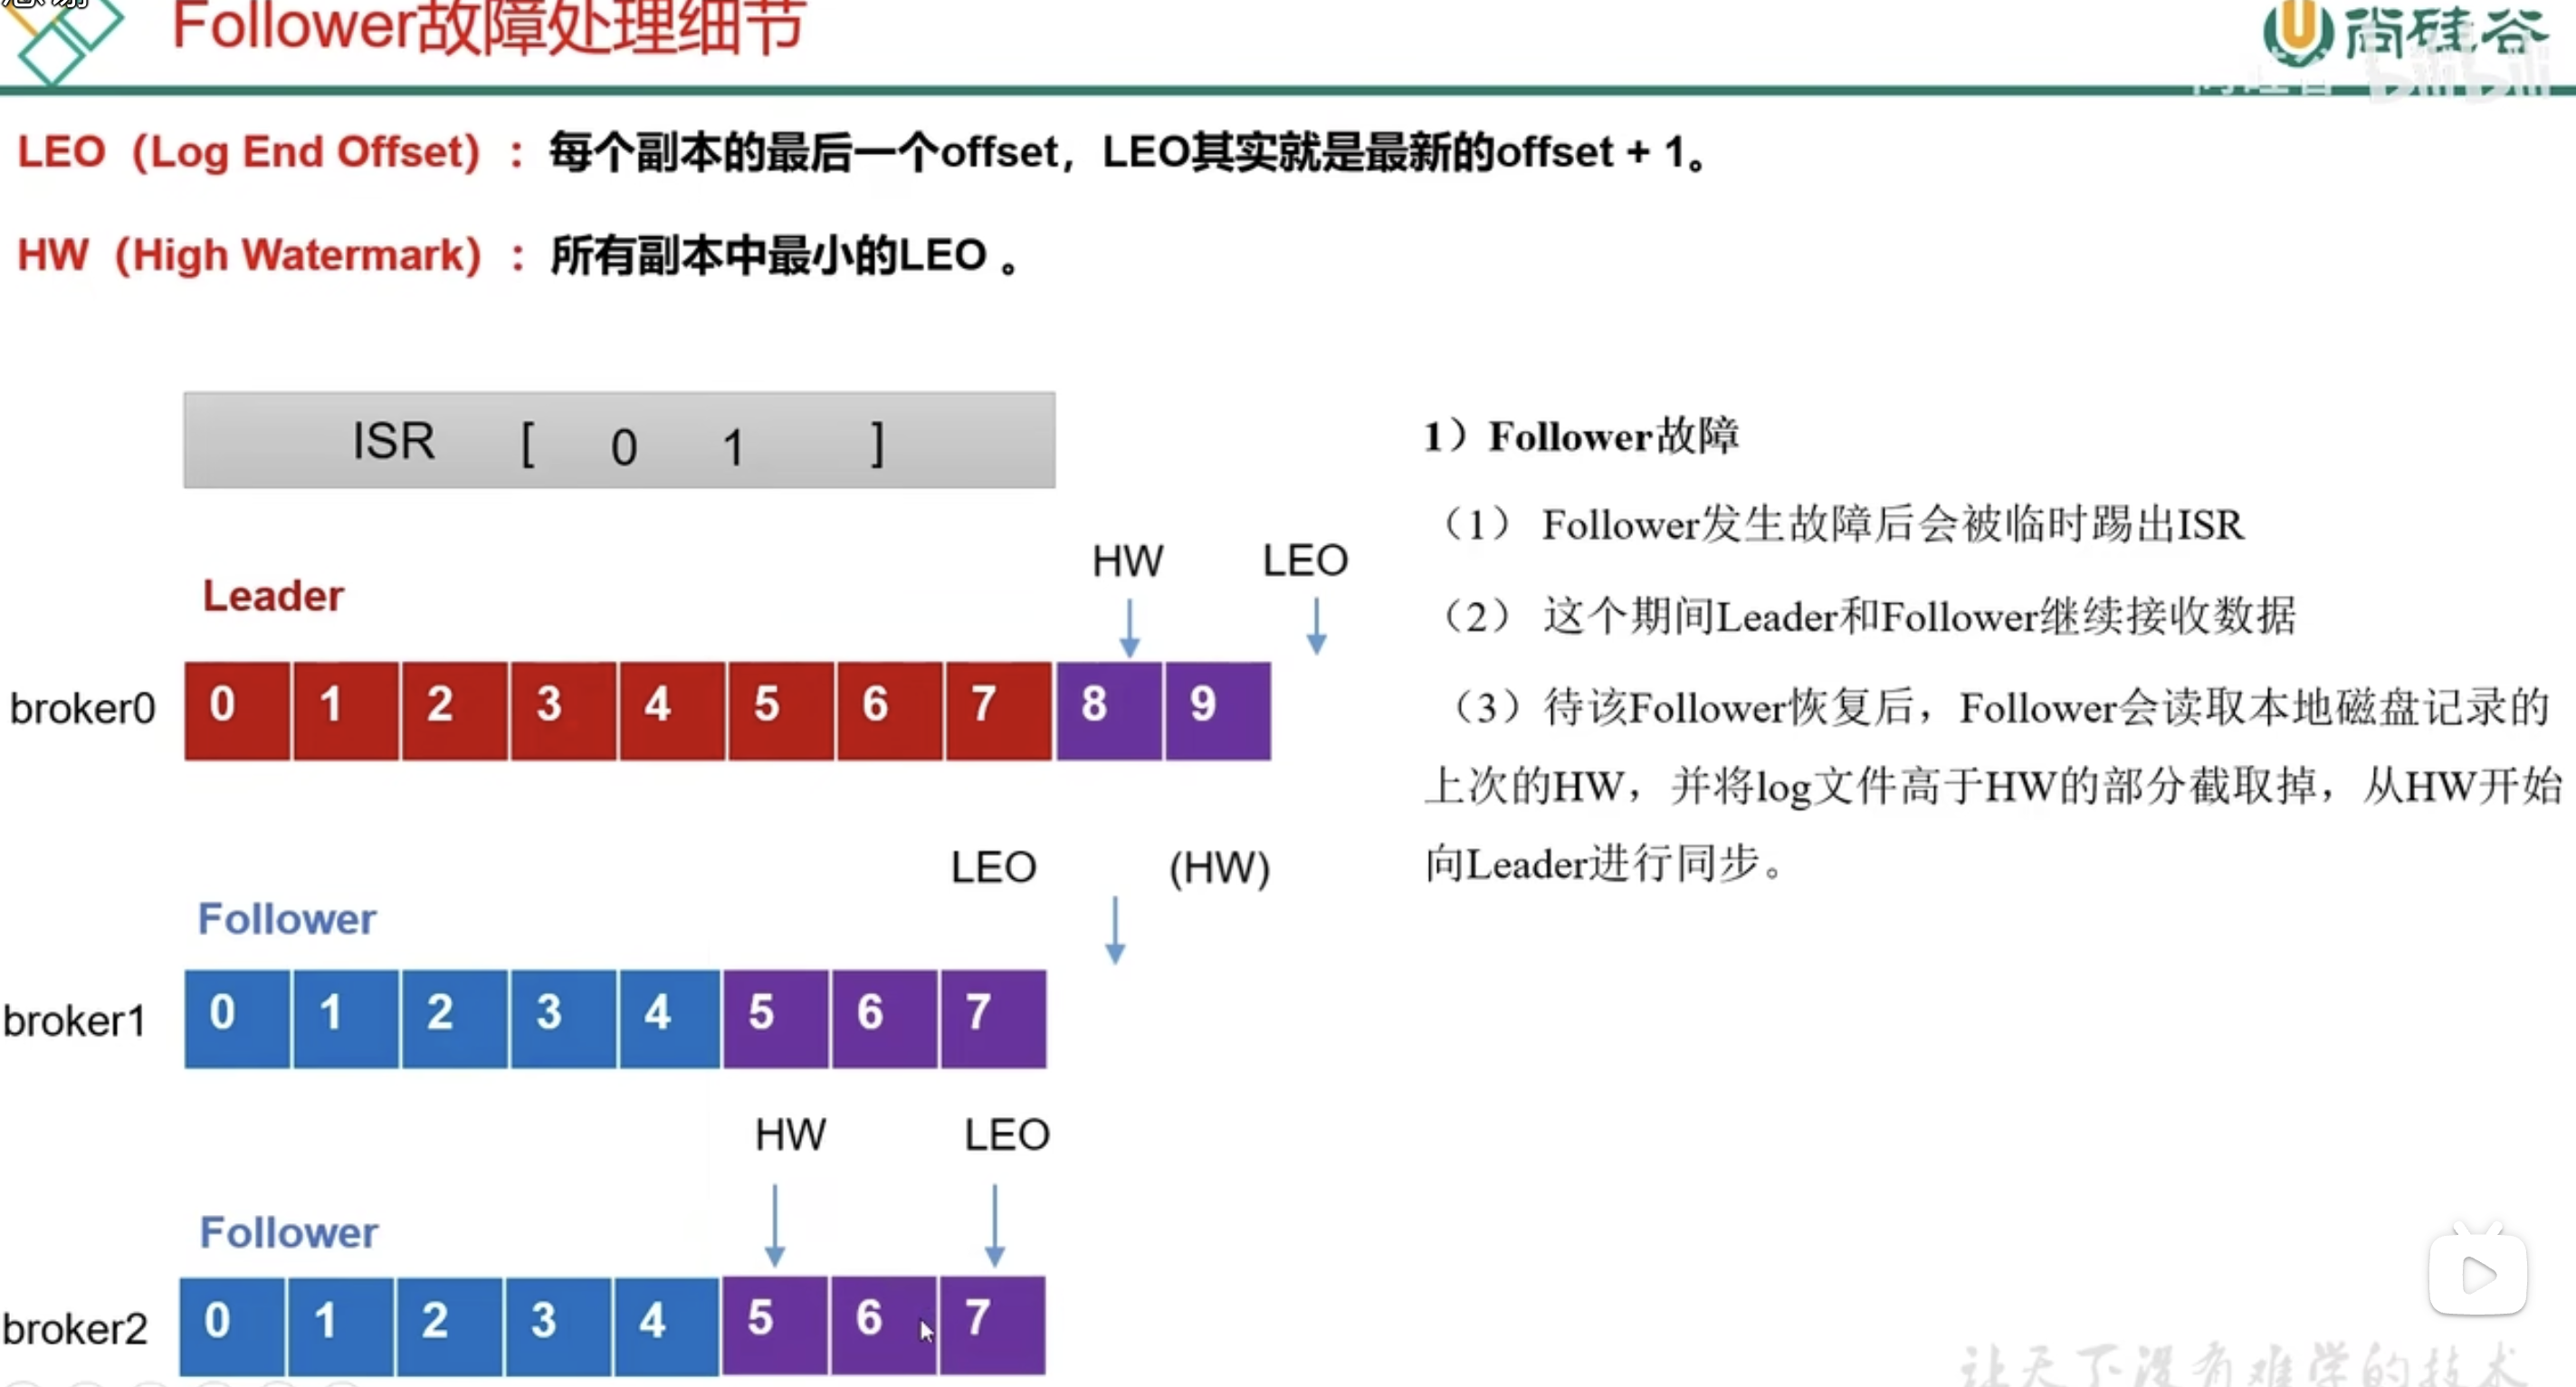 Follower故障处理细节
尚硅谷
bilibili
LEO（Log End Offset）：每个副本的最后一个offset，LEO其实就是最新的offset + 1。
HW（High Watermark）：所有副本中最小的LEO 。
ISR [ 0 1 ]
HW LEO
Leader
broker0 0 1 2 3 4 5 6 7 8 9
LEO (HW)
Follower
broker1 0 1 2 3 4 5 6 7
HW LEO
Follower
broker2 0 1 2 3 4 5 6 7
1）Follower故障
（1） Follower发生故障后会被临时踢出ISR
（2） 这个期间Leader和Follower继续接收数据
（3）待该Follower恢复后，Follower会读取本地磁盘记录的
上次的HW，并将log文件高于HW的部分截取掉，从HW开始
向Leader进行同步。
让天下没有难学的技术